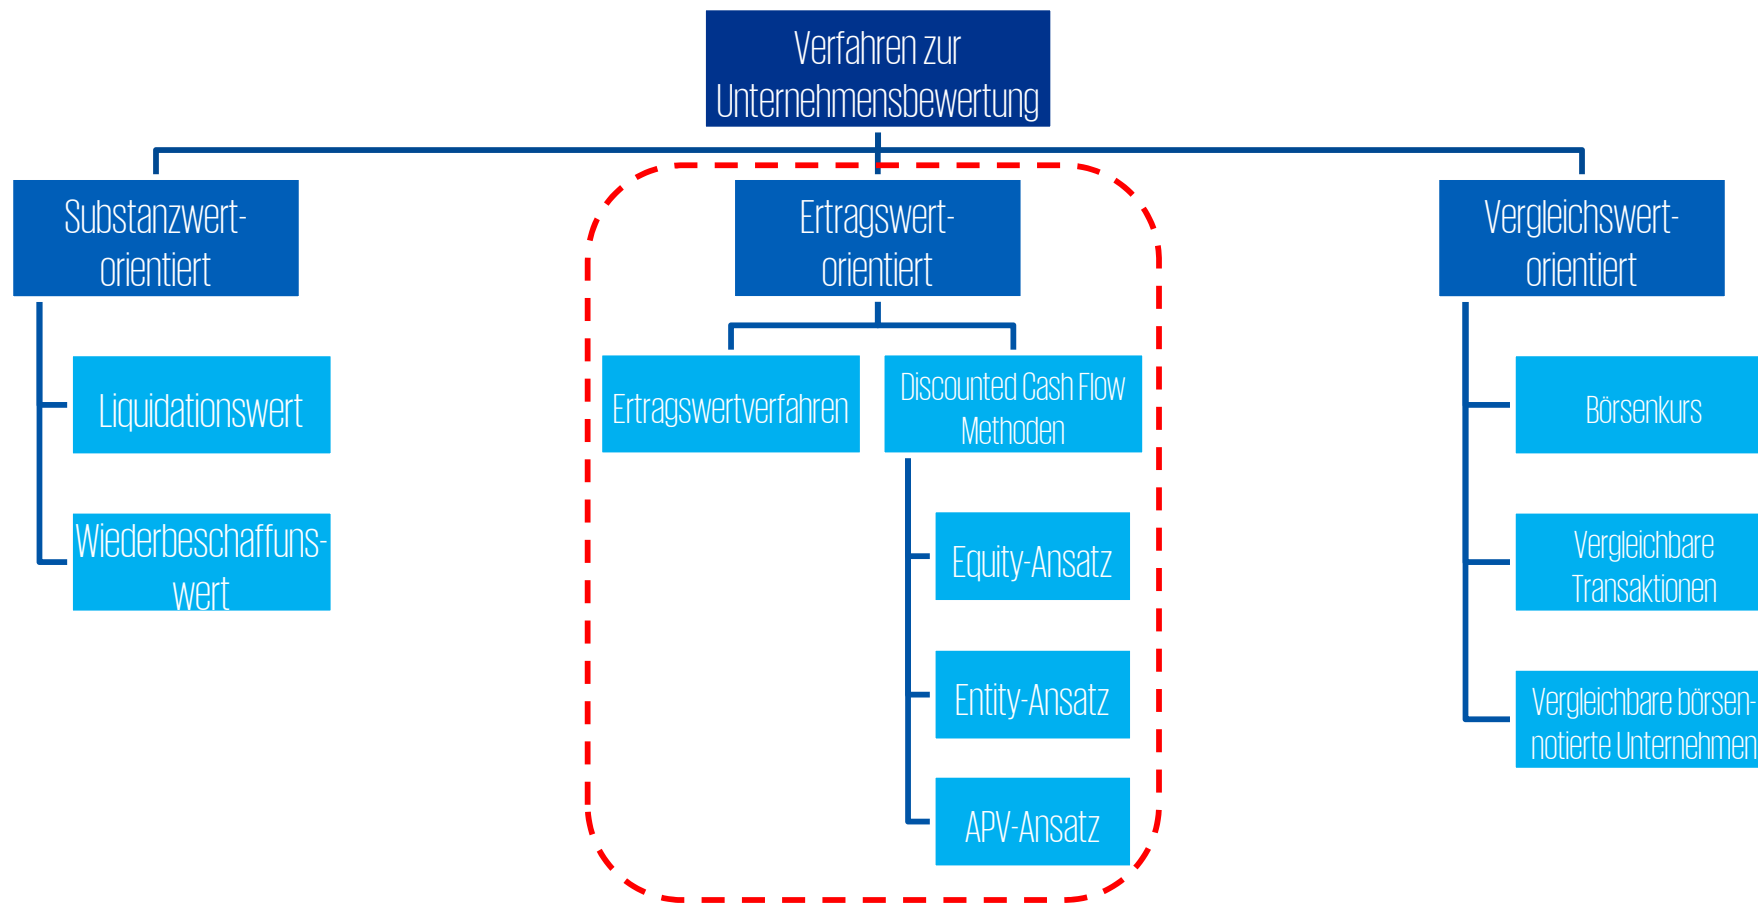 Verfahren zur
Unternehmensbewertung
Substanzwert-
orientiert
Liquidationswert
Wiederbeschaffuns-
wert
Ertragswert-
orientiert
Ertragswertverfahren
Discounted Cash Flow
Methoden
Equity-Ansatz
Entity-Ansatz
APV-Ansatz
Vergleichswert-
orientiert
Börsenkurs
Vergleichbare
Transaktionen
Vergleichbare börsen-
notierte Unternehmen